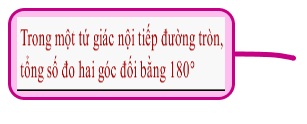 Trong một tứ giác nội tiếp đường tròn,
tổng số đo hai góc đối bằng 180°